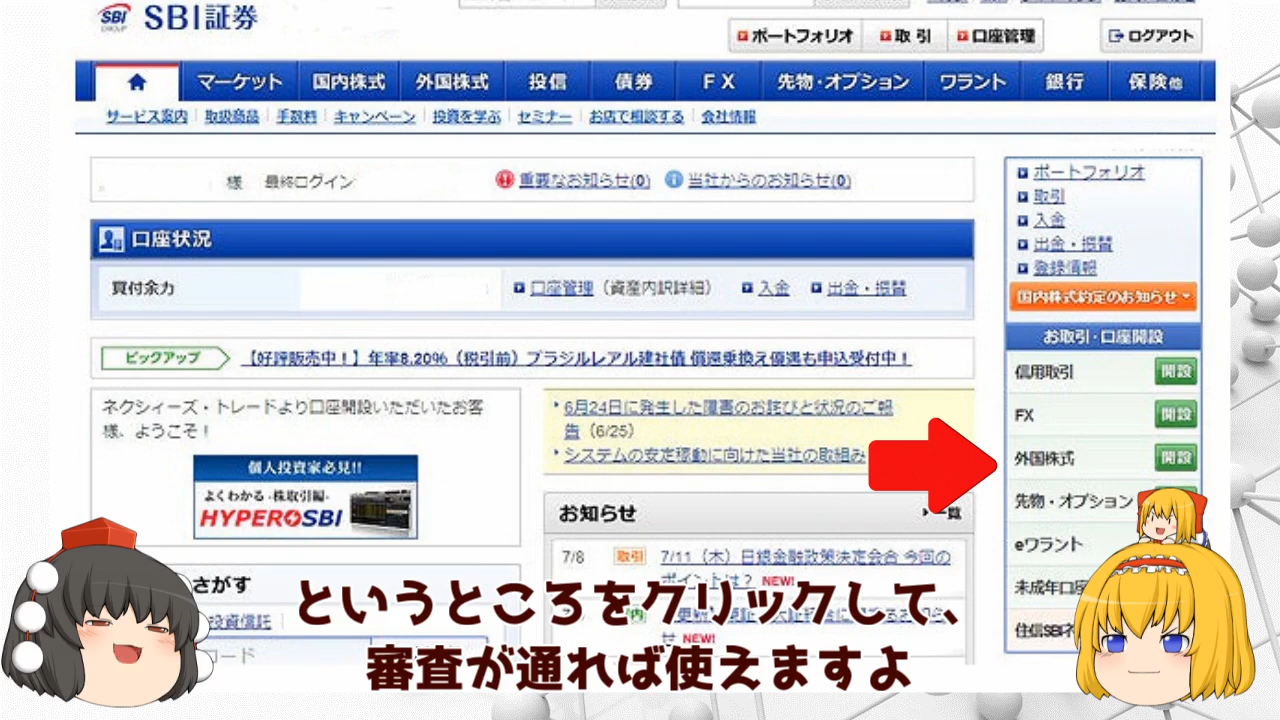 SBI
GROUP
SBI証券
ポートフォリオ 取引 口座管理 ログアウト
マーケット 国内株式 外国株式 投信 債券 FX 先物・オプション ワラント 銀行 保険他
サービス案内 取扱商品 手数料 キャンペーン 投資を学ぶ セミナー お店で相談する 会社情報
様 最終ログイン 重要なお知らせ(0) 当社からのお知らせ(0)
口座状況
買付余力 口座管理（資産内訳詳細） 入金 出金・振替
ピックアップ 【好評販売中！】年率8.20%（税引前）ブラジルレアル建社債 償還乗換え優遇も申込受付中！
ネクシィーズ・トレードより口座開設いただいたお客
様、ようこそ！
個人投資家必見!!
よくわかる -株取引編-
HYPERSBI
6月24日に発生した障害のお詫びと状況のご報
告（6/25）
システムの安定稼動に向けた当社の取組み
お知らせ
一覧
7/8 取引 7/11（木）日銀金融政策決定会合 今回の
ポイントは？ NEW!
NEW!
さがす
投資信託
コード
ポートフォリオ
取引
入金
出金・振替
登録情報
国内株式約定のお知らせ
お取引・口座開設
信用取引 開設
FX 開設
外国株式 開設
先物・オプション
eワラント
未成年口座
住信SBIネ
というところをクリックして、
審査が通れば使えますよ